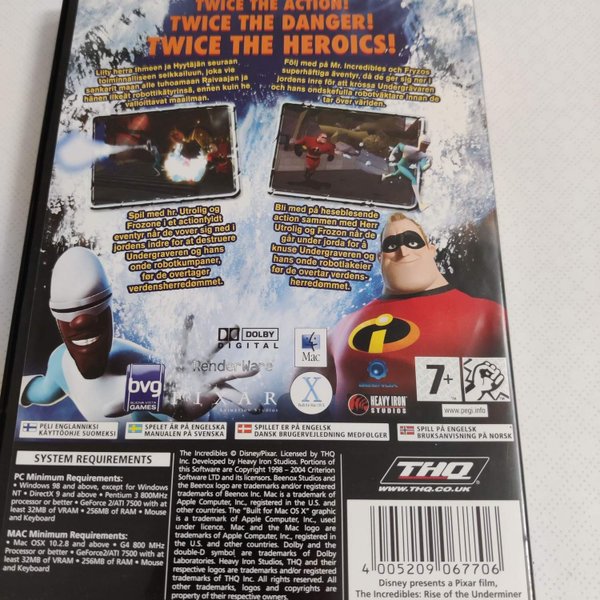 TWICE THE ACTION!
TWICE THE DANGER!
TWICE THE HEROICS!
Liity herra Ihmeen ja Hyytäjän seuraan
toiminnalliseen seikkailuun, joka vie
sankarit maan alle tuhoamaan Raivaajan ja
hänen ilkeät robottikätyrinsä, ennen kuin he
valloittavat maailman.
Följ med på Mr. Incredibles och Fryzos
superhäftiga äventyr, då de ger sig ner i
jordens inre för att krossa Undergrävaren
och hans ondskefulla robotväktare innan de
tar över världen.
Spil med hr. Utrolig og
Frozone i et actionfyldt
eventyr når de vover sig ned i
jordens indre for at destruere
Undergraveren og hans
onde robotkumpaner,
før de overtager
verdensherredømmet.
Bli med på heseblesende
action sammen med Herr
Utrolig og Frozon når de
går under jorda for å
knuse Undergraveren og
hans onde robotlakeier
før de overtar verdens-
herredømmet.
DOLBY
DIGITAL
Mac
RenderWare
bvg
BUENA VISTA
GAMES
PIXAR
Animation Studios
X
Built for Mac OS X
BEENOX
HEAVY IRON
STUDIOS
7+
www.pegi.info
PELI ENGLANNIKSI
KÄYTTÖOHJE SUOMEKSI
SPELET ÄR PÅ ENGELSKA
MANUALEN PÅ SVENSKA
SPILLET ER PÅ ENGELSK
DANSK BRUGERVEJLEDNING MEDFØLGER
SPILL PÅ ENGELSK
BRUKSANVISNING PÅ NORSK
SYSTEM REQUIREMENTS
PC Minimum Requirements:
• Windows 98 and above, except for Windows
NT • DirectX 9 and above • Pentium 3 800MHz
processor or better • GeForce2/ATI 7500 with at
least 32MB of VRAM • 256MB of RAM • Mouse
and Keyboard
MAC Minimum Requirements:
• Mac OSX 10.2.8 and above • G4 800 MHz
Processor or better • GeForce2/ATI 7500 with at
least 32MB of VRAM • 256MB of RAM • Mouse
and Keyboard
The Incredibles © Disney/Pixar. Licensed by THQ
Inc. Developed by Heavy Iron Studios. Portions of
this Software are Copyright 1998 - 2004 Criterion
Software LTD and its licensors. Beenox Studios and
the Beenox logo are trademarks and/or registered
trademarks of Beenox Inc. Mac is a trademark of
Apple Computer, Inc., registered in the U.S. and
other countries. The "Built for Mac OS X" graphic
is a trademark of Apple Computer, Inc., used
under licence. Mac and the Mac logo are
trademarks of Apple Computer, Inc., registered in
the U.S. and other countries. Dolby and the
double-D symbol are trademarks of Dolby
Laboratories. Heavy Iron Studios, THQ and their
respective logos are trademarks and/or registered
trademarks of THQ Inc. All rights reserved. All
other trademarks, logos and copyrights are
property of their respective owners.
THQ
WWW.THQ.CO.UK
4 005209 067706
Disney presents a Pixar film,
The Incredibles: Rise of the Underminer